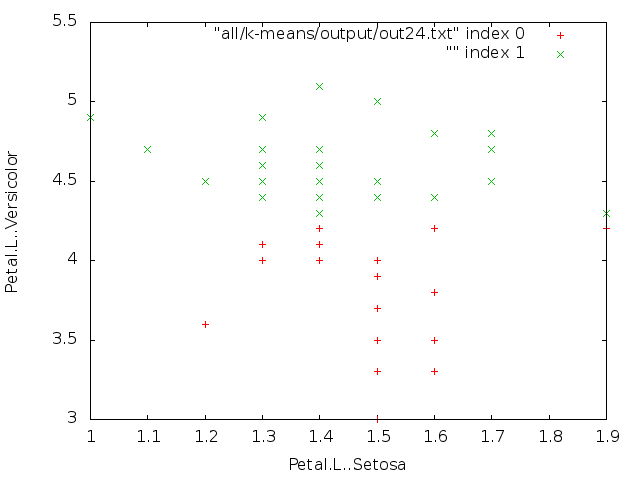 "all/k-means/output/out24.txt" index 0
"" index 1
5.5
5
4.5
4
3.5
3
Petal.L..Versicolor
1 1.1 1.2 1.3 1.4 1.5 1.6 1.7 1.8 1.9
Petal.L..Setosa